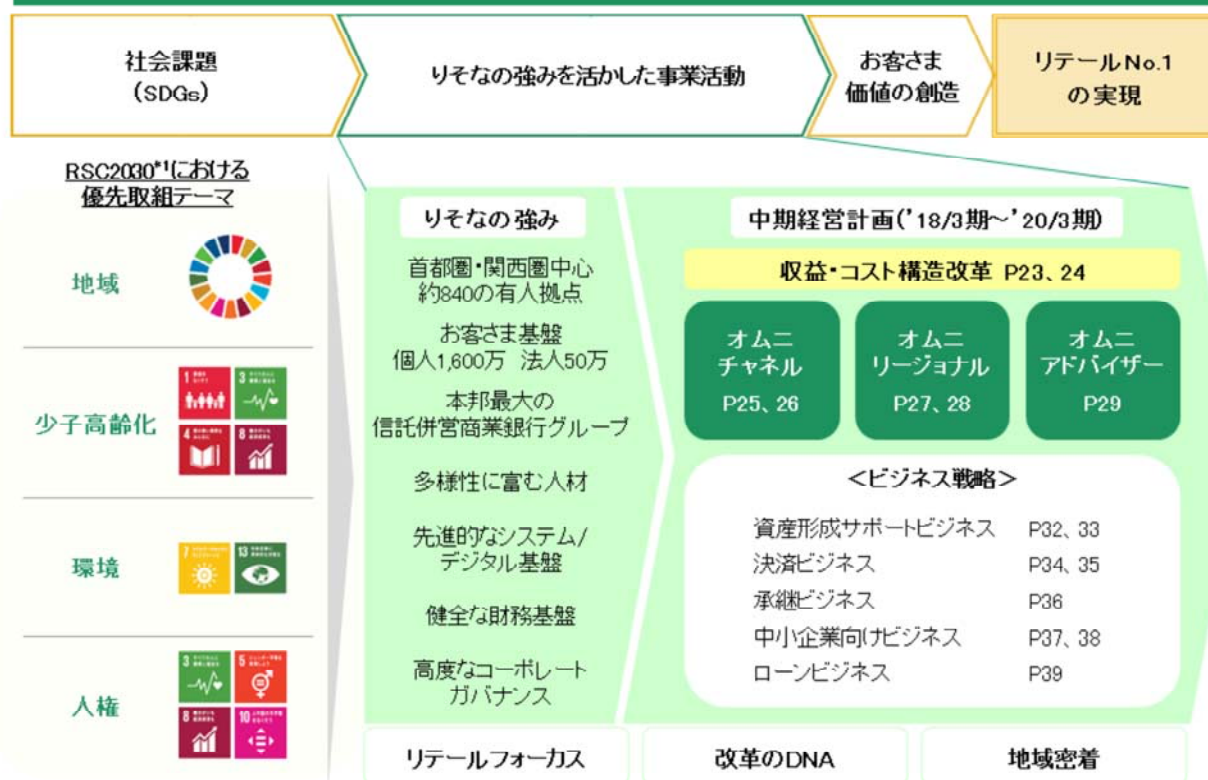 社会課題
(SDGs)
りそなの強みを活かした事業活動
お客さま
価値の創造
リテールNo.1
の実現
RSC2030*1における
優先取組テーマ
地域
少子高齢化
1
3
4
8
環境
7
13
人権
3
5
8
10
りそなの強み
首都圏・関西圏中心
約840の有人拠点
お客さま基盤
個人1,600万 法人50万
本邦最大の
信託併営商業銀行グループ
多様性に富む人材
先進的なシステム/
デジタル基盤
健全な財務基盤
高度なコーポレート
ガバナンス
中期経営計画('18/3期~'20/3期)
収益・コスト構造改革 P23、24
オムニ
チャネル
P25、26
オムニ
リージョナル
P27、28
オムニ
アドバイザー
P29
<ビジネス戦略>
資産形成サポートビジネス P32、33
決済ビジネス P34、35
承継ビジネス P36
中小企業向けビジネス P37、38
ローンビジネス P39
リテールフォーカス
改革のDNA
地域密着